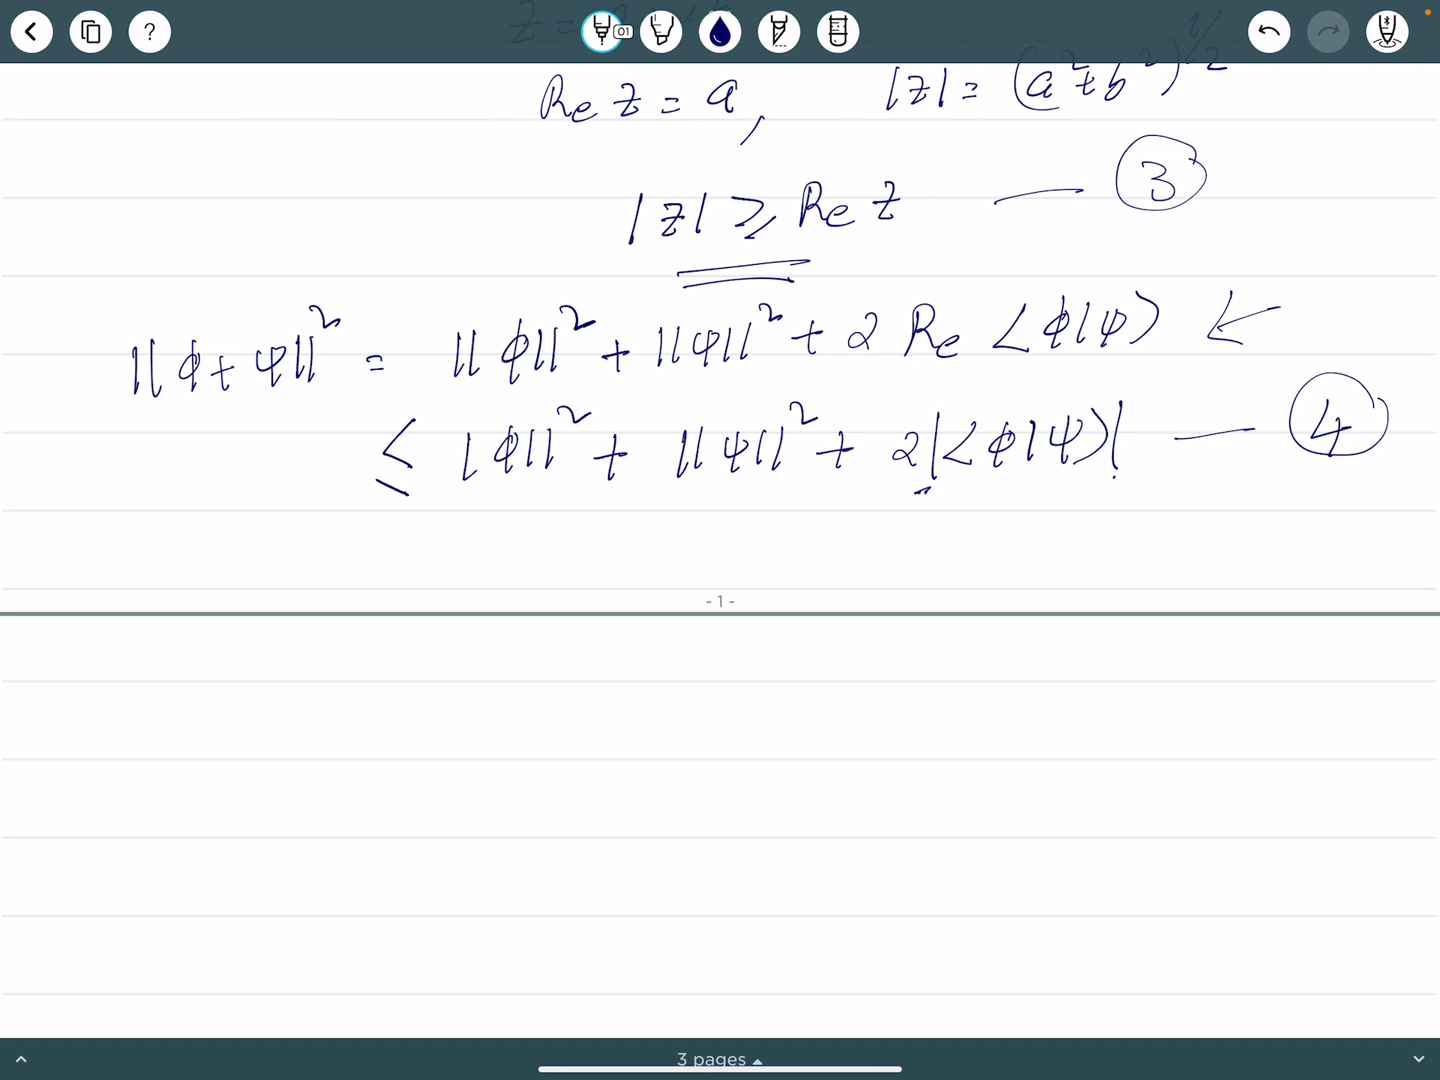 Z =
Re z = a, |z| = (a²+b²)^1/2
|z| ≥ Re z — ③
||ϕ+ψ||² = ||ϕ||² + ||ψ||² + 2 Re <ϕ|ψ> ←
≤ |ϕ||² + ||ψ||² + 2|<ϕ|ψ>| — ④
- 1 -
3 pages